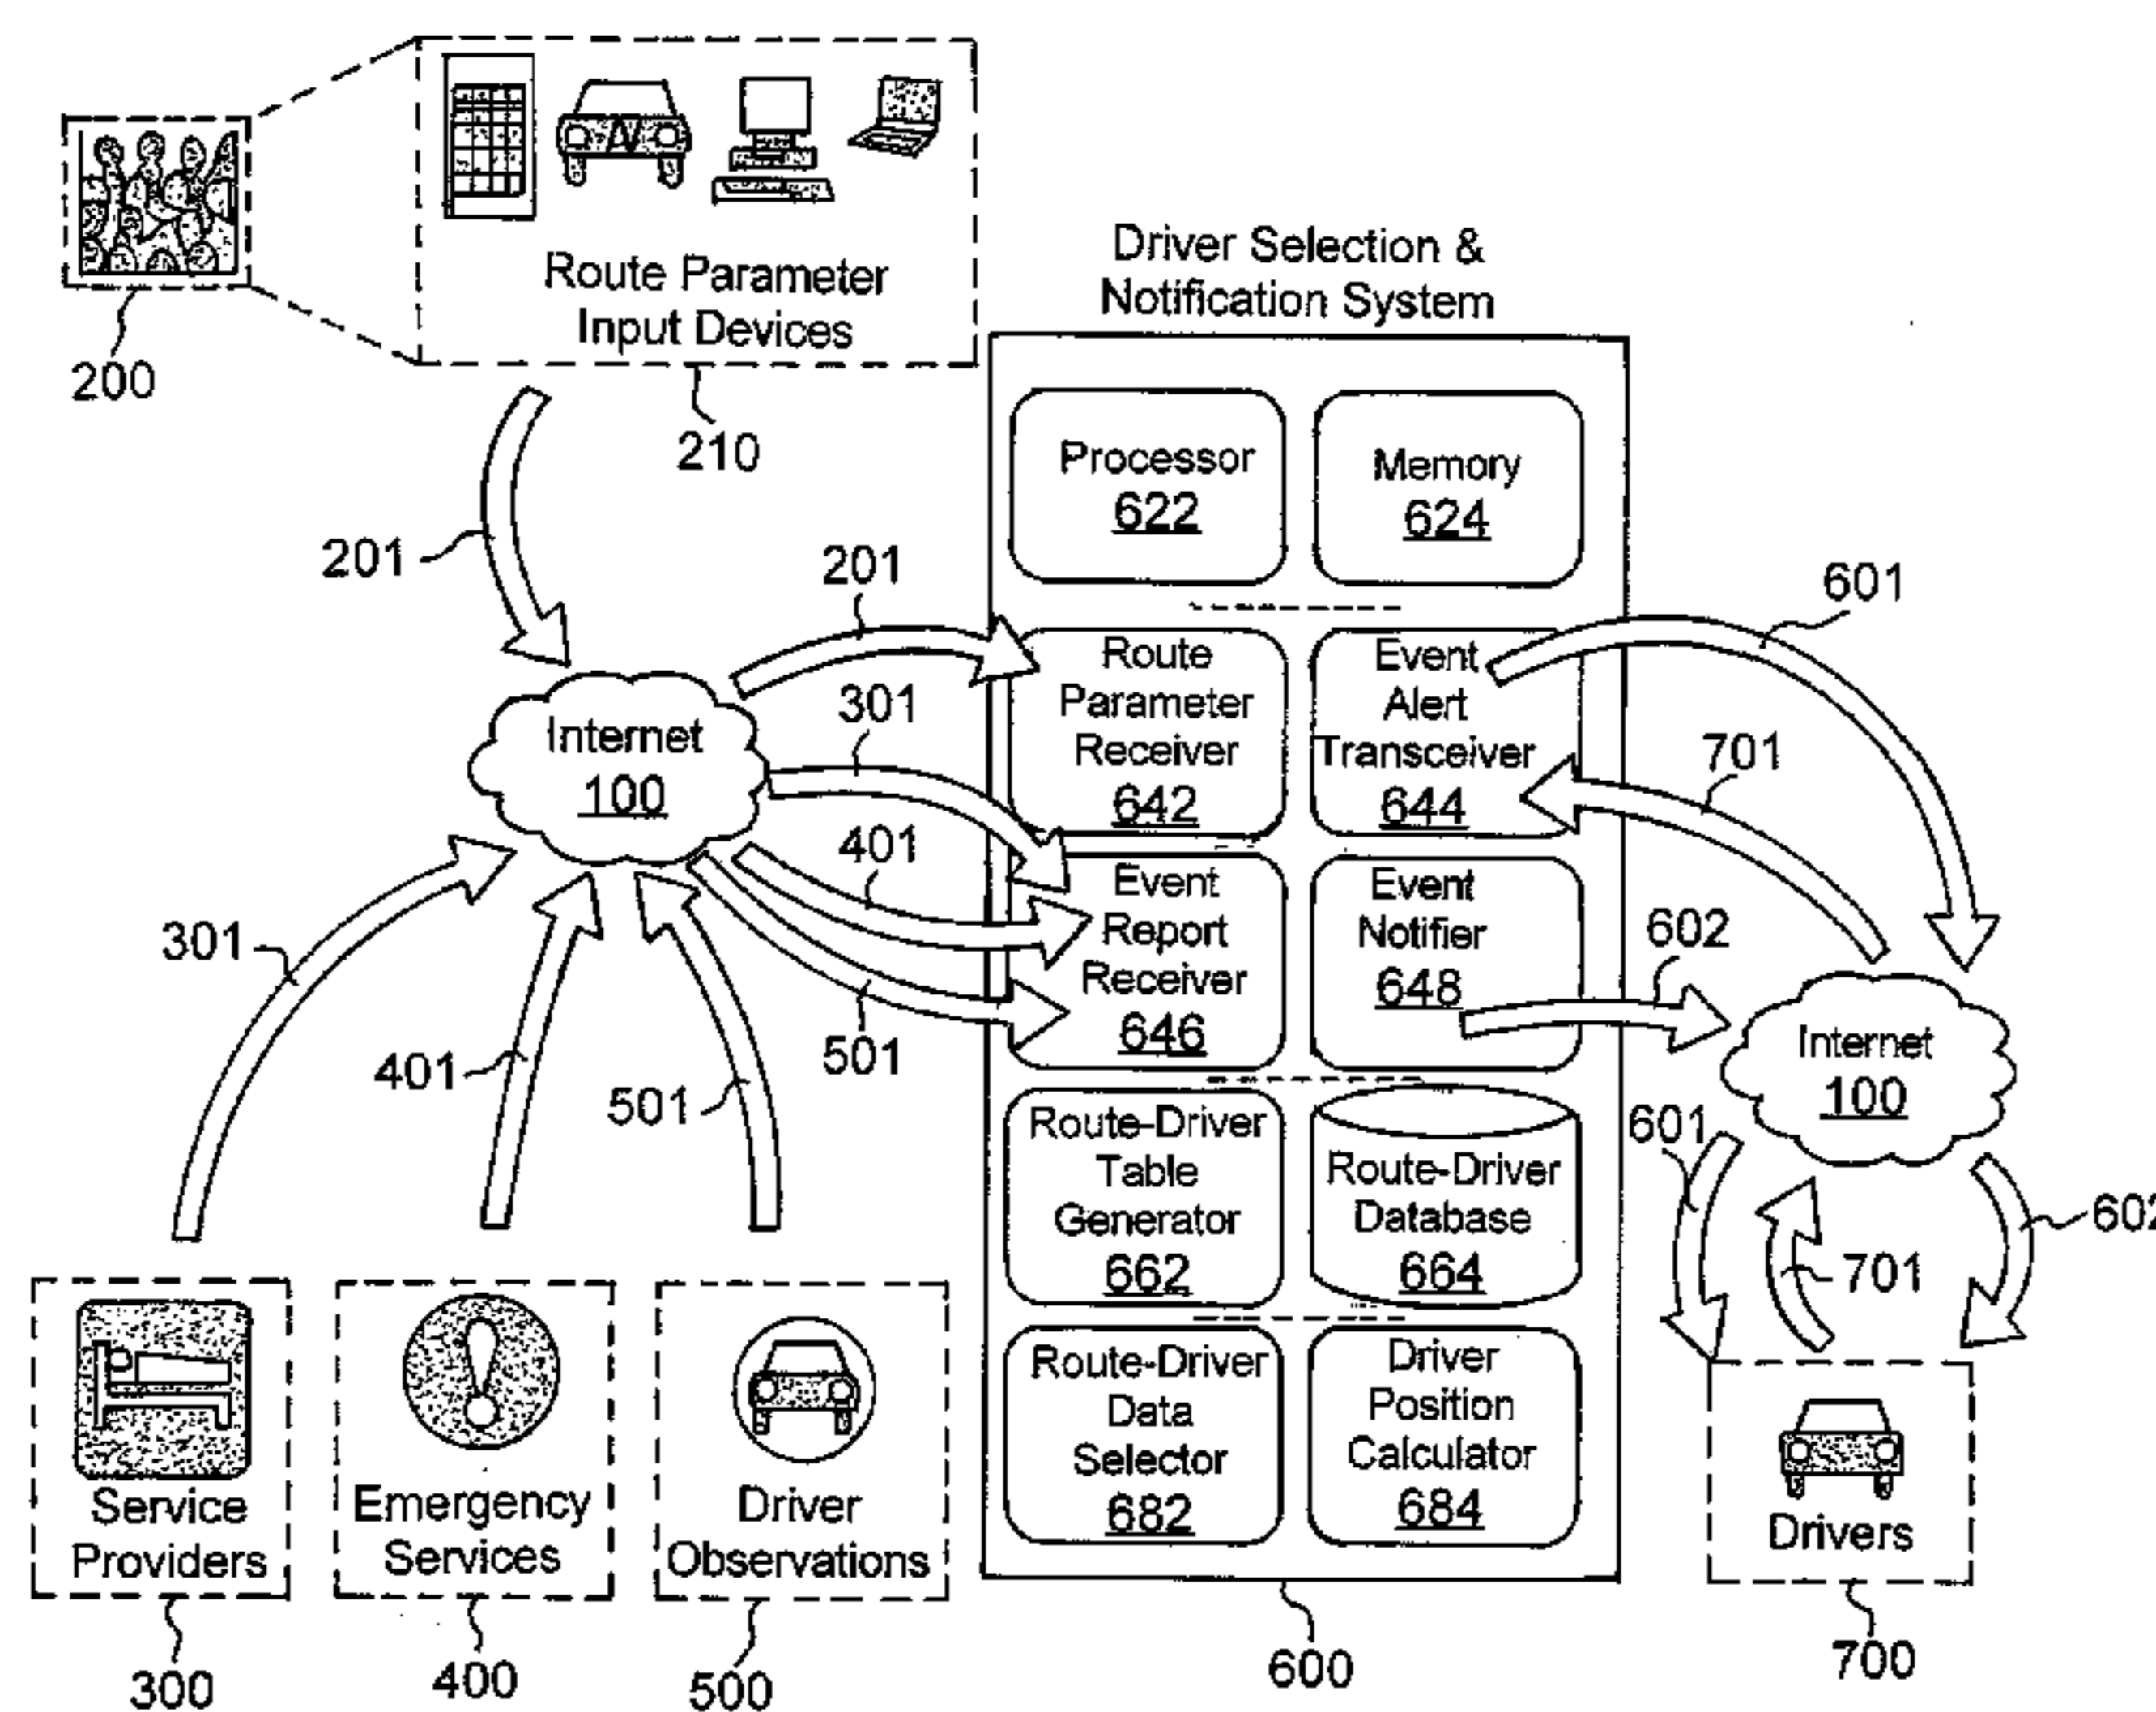 Route Parameter
Input Devices
200
210
Driver Selection &
Notification System
Processor
622
Memory
624
201
201
601
Route
Parameter
Receiver
642
Event
Alert
Transceiver
644
Internet
100
301
701
401
Event
Report
Receiver
646
Event
Notifier
648
602
301
401
501
501
Internet
100
Route-Driver
Table
Generator
662
Route-Driver
Database
664
601
701
602
Route-Driver
Data
Selector
682
Driver
Position
Calculator
684
Service
Providers
Emergency
Services
Driver
Observations
Drivers
300
400
500
600
700